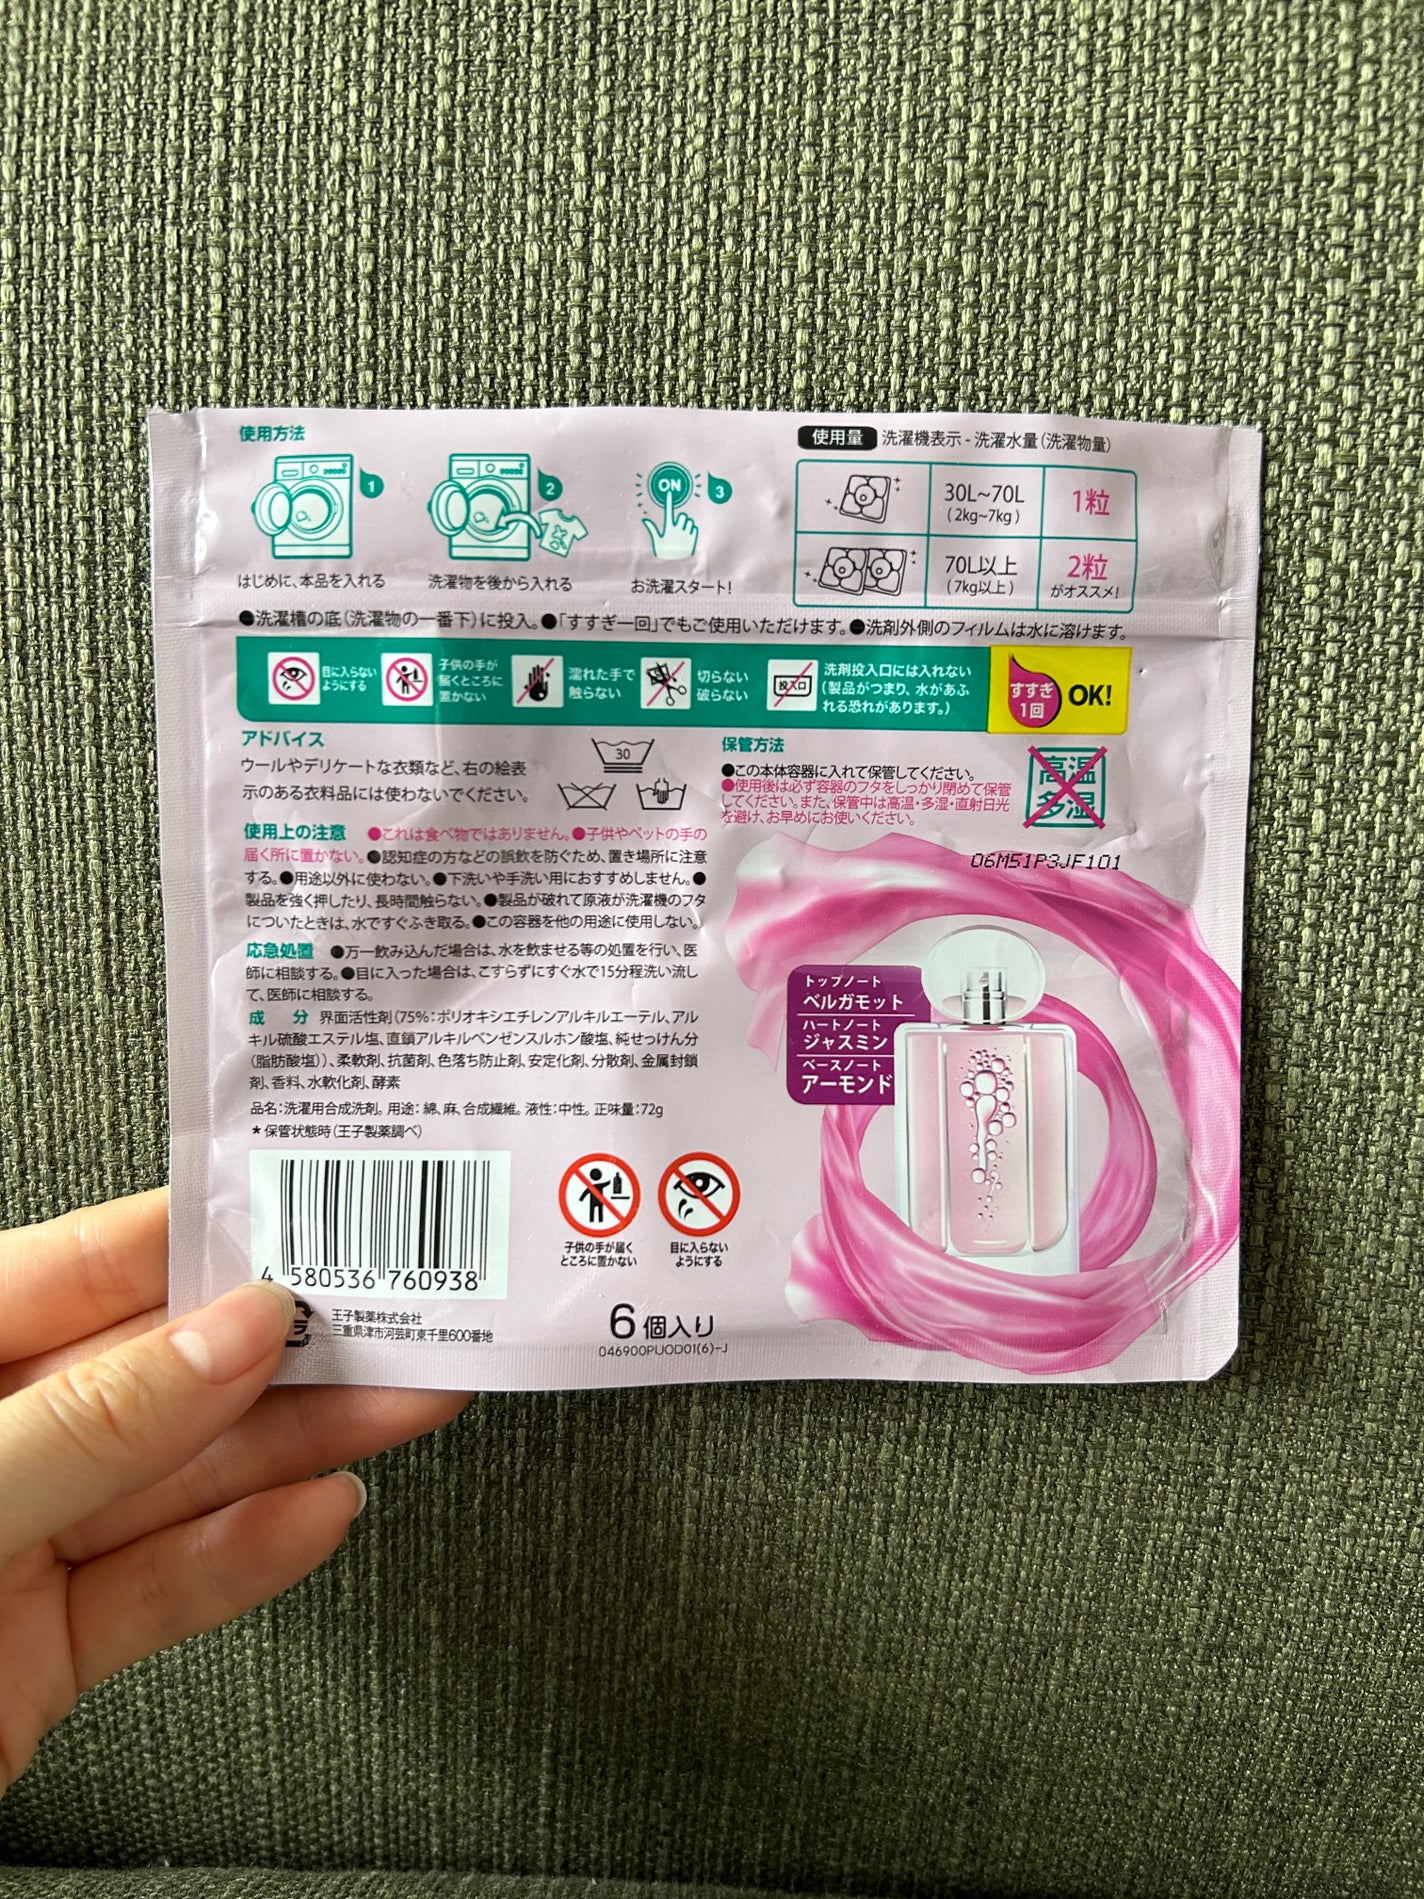 使用方法
1
2
ON
3
はじめに、本品を入れる
洗濯物を後から入れる
お洗濯スタート!
使用量 洗濯機表示 - 洗濯水量(洗濯物量)
30L~70L
(2kg~7kg)
1粒
70L以上
(7kg以上)
2粒
がオススメ!
●洗濯槽の底(洗濯物の一番下)に投入。●「すすぎ一回」でもご使用いただけます。●洗剤外側のフィルムは水に溶けます。
目に入らない
ようにする
子供の手が
届くところに
置かない
濡れた手で
触らない
切らない
破らない
投入口
洗剤投入口には入れない
(製品がつまり、水があふ
れる恐れがあります。)
すすぎ
1回
OK!
アドバイス
ウールやデリケートな衣類など、右の絵表
示のある衣料品には使わないでください。
30
保管方法
●この本体容器に入れて保管してください。
●使用後は必ず容器のフタをしっかり閉めて保管
してください。また、保管中は高温・多湿・直射日光
を避け、お早めにお使いください。
高温
多湿
使用上の注意 ●これは食べ物ではありません。●子供やペットの手の
届く所に置かない。●認知症の方などの誤飲を防ぐため、置き場所に注意
する。●用途以外に使わない。●下洗いや手洗い用におすすめしません。●
製品を強く押したり、長時間触らない。●製品が破れて原液が洗濯機のフタ
についたときは、水ですぐふき取る。●この容器を他の用途に使用しない。
応急処置 ●万一飲み込んだ場合は、水を飲ませる等の処置を行い、医
師に相談する。●目に入った場合は、こすらずにすぐ水で15分程洗い流し
て、医師に相談する。
成 分 界面活性剤(75%:ポリオキシエチレンアルキルエーテル、アル
キル硫酸エステル塩、直鎖アルキルベンゼンスルホン酸塩、純せっけん分
(脂肪酸塩))、柔軟剤、抗菌剤、色落ち防止剤、安定化剤、分散剤、金属封鎖
剤、香料、水軟化剤、酵素
品名:洗濯用合成洗剤。用途:綿、麻、合成繊維。液性:中性。正味量:72g
*保管状態時(王子製薬調べ)
06M51P3JF101
トップノート
ベルガモット
ハートノート
ジャスミン
ベースノート
アーモンド
4 580536 760938
子供の手が届く
ところに置かない
目に入らない
ようにする
王子製薬株式会社
三重県津市河芸町東千里600番地
6個入り
046900PUOD01(6)-J